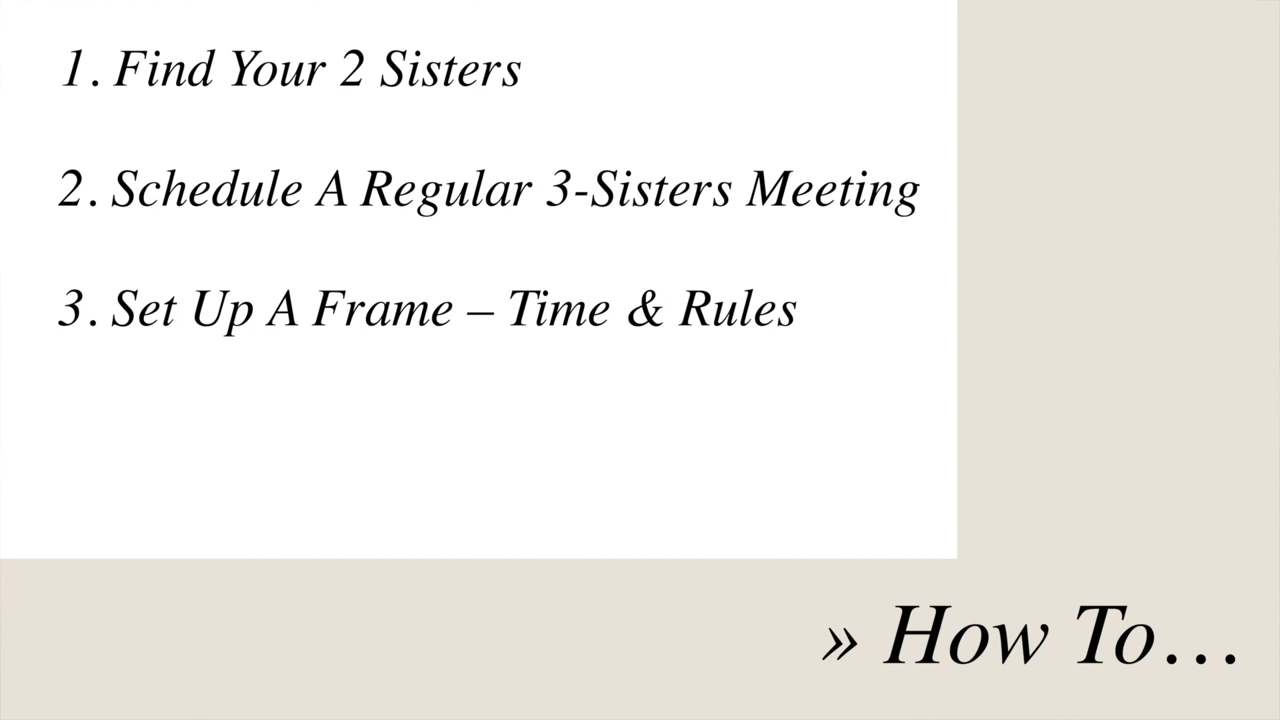 1. Find Your 2 Sisters
2. Schedule A Regular 3-Sisters Meeting
3. Set Up A Frame – Time & Rules
» How To…